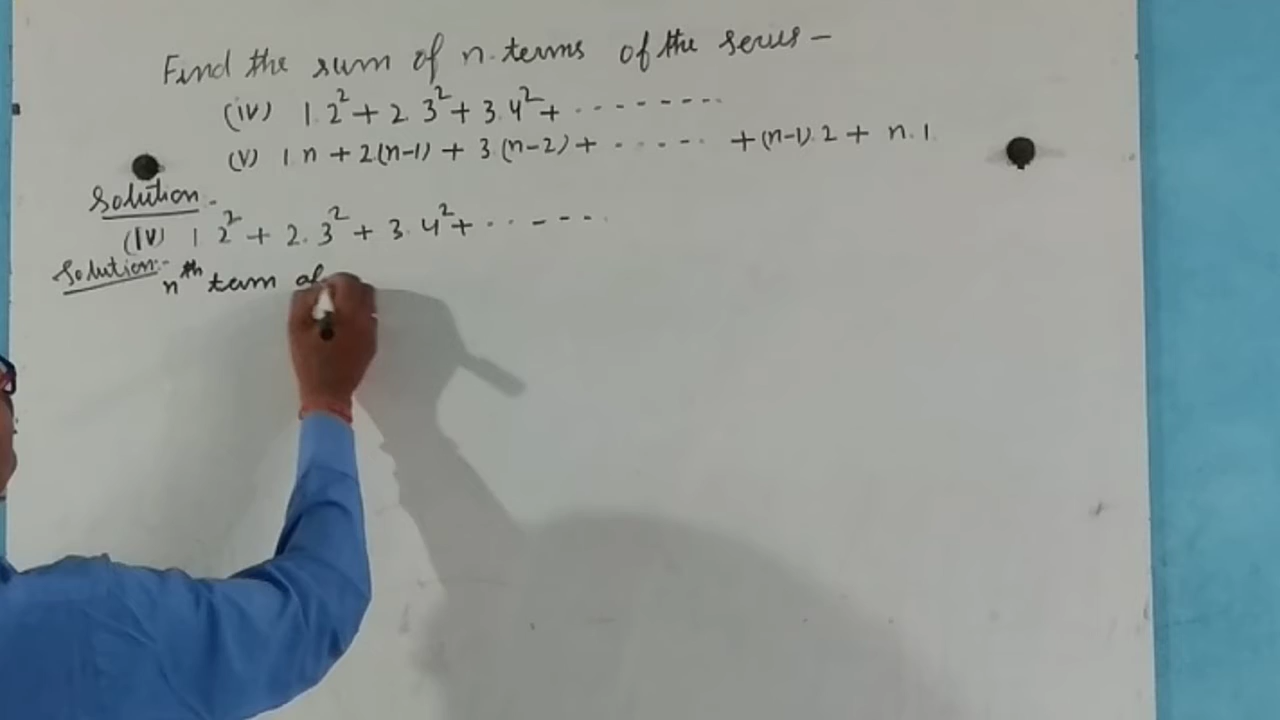 Find the sum of n terms of the series –
(iv) 1.2² + 2.3² + 3.4² + ........
(v) 1.n + 2(n-1) + 3.(n-2) + ...... + (n-1).2 + n.1.
Solution:-
(iv) 1.2² + 2.3² + 3.4² + .......
Solution:- nᵗʰ term of